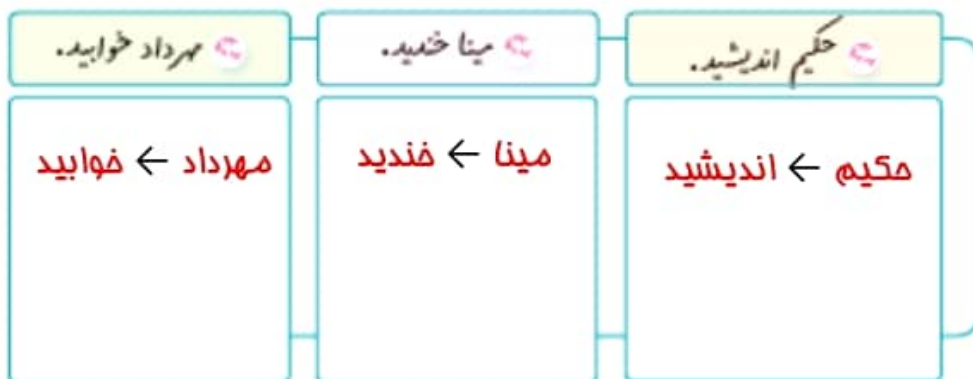 حکیم اندیشید.
مینا خندید.
مهرداد خوابید.
حکیم ← اندیشید
مینا ← خندید
مهرداد ← خوابید